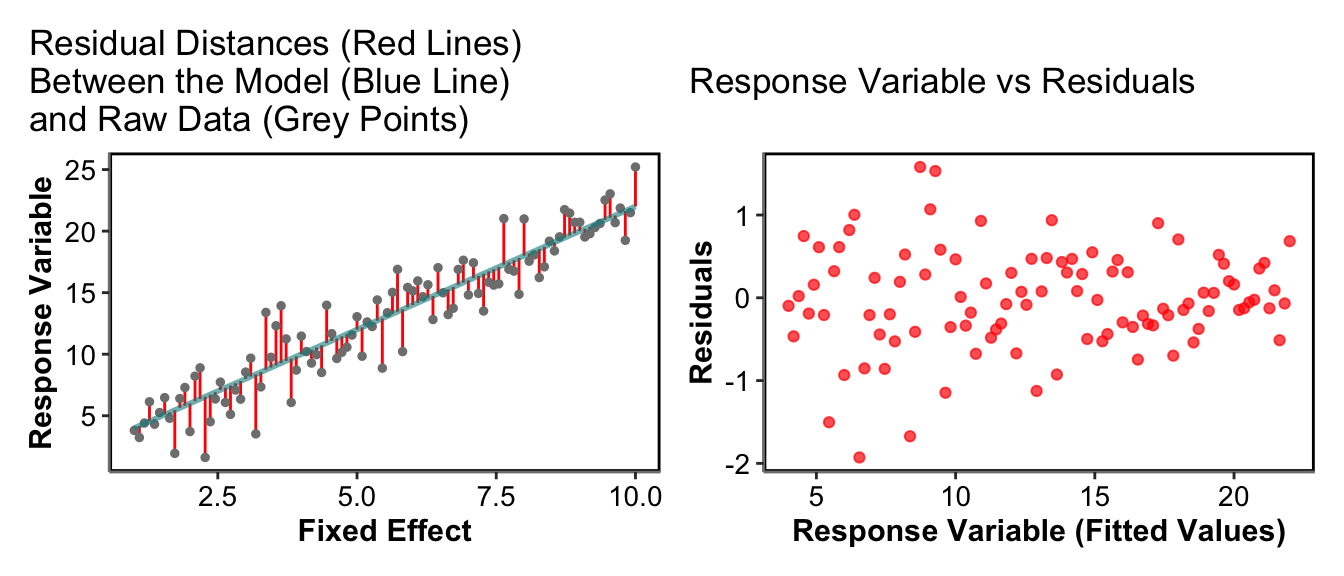 Residual Distances (Red Lines)
Between the Model (Blue Line)
and Raw Data (Grey Points)
Response Variable
25
20
15
10
5
2.5
5.0
7.5
10.0
Fixed Effect
Response Variable vs Residuals
Residuals
1
0
-1
-2
5
10
15
20
Response Variable (Fitted Values)